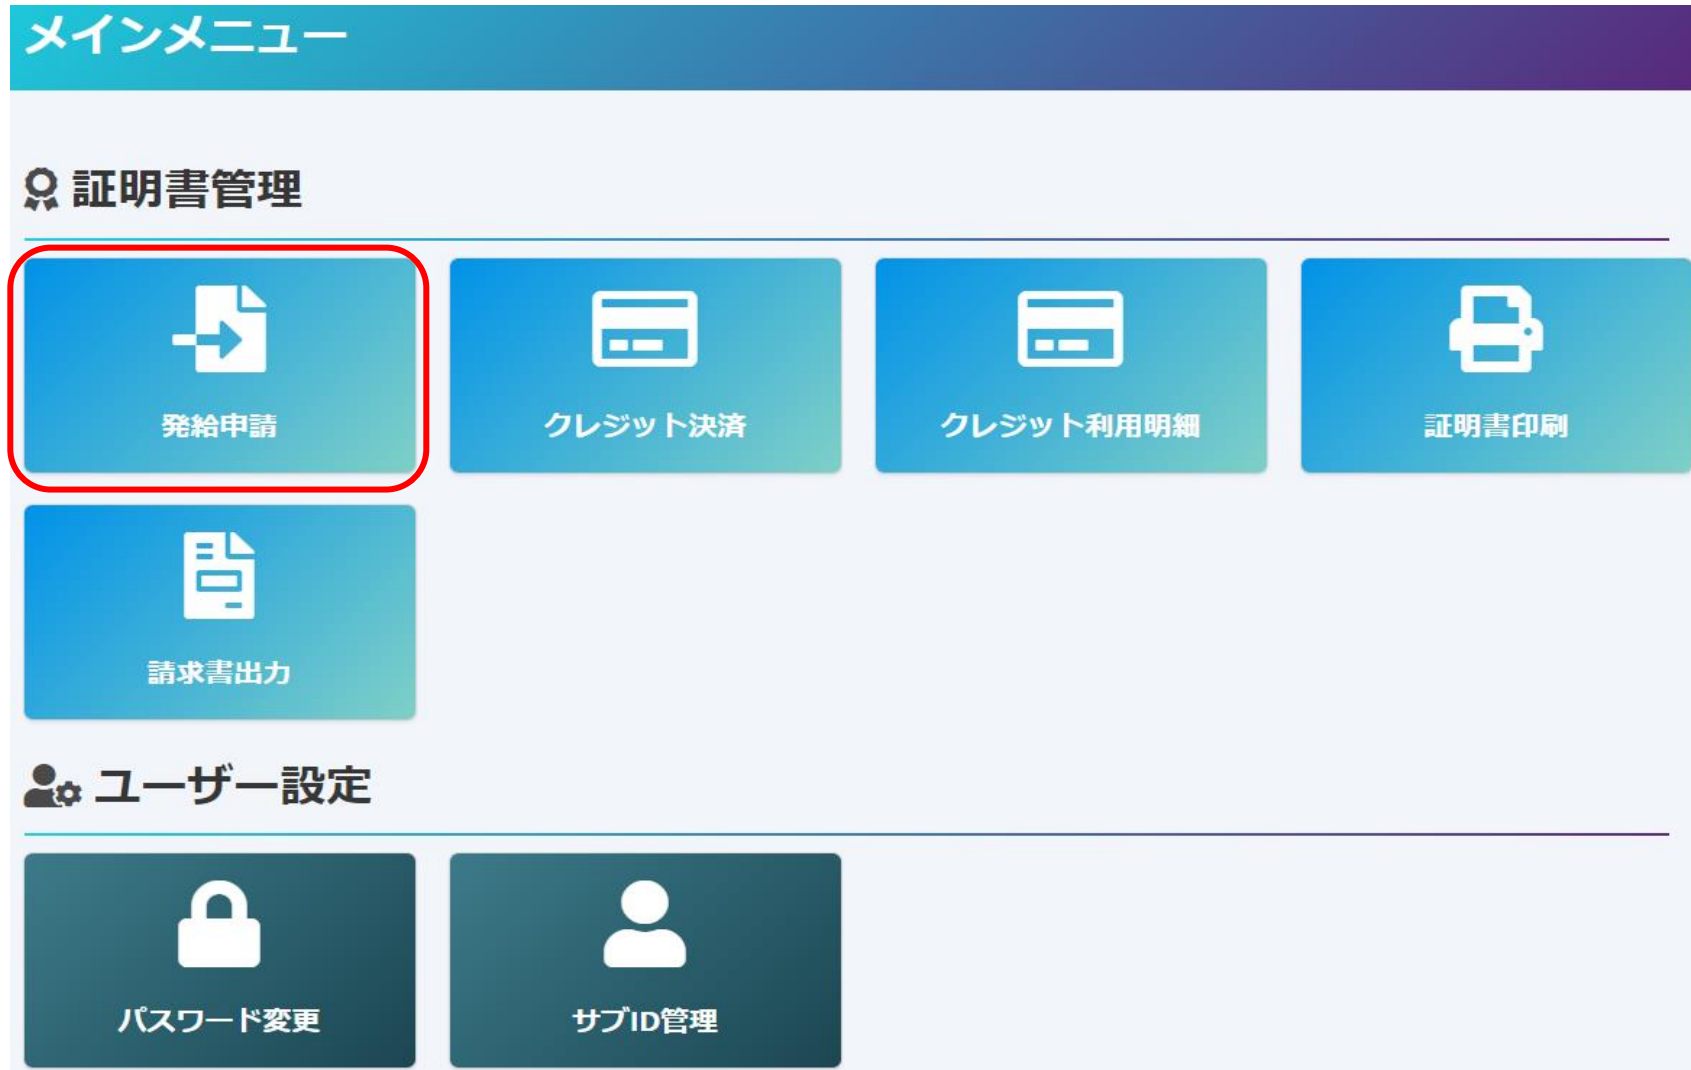 メインメニュー
証明書管理
発給申請
クレジット決済
クレジット利用明細
証明書印刷
請求書出力
ユーザー設定
パスワード変更
サブID管理